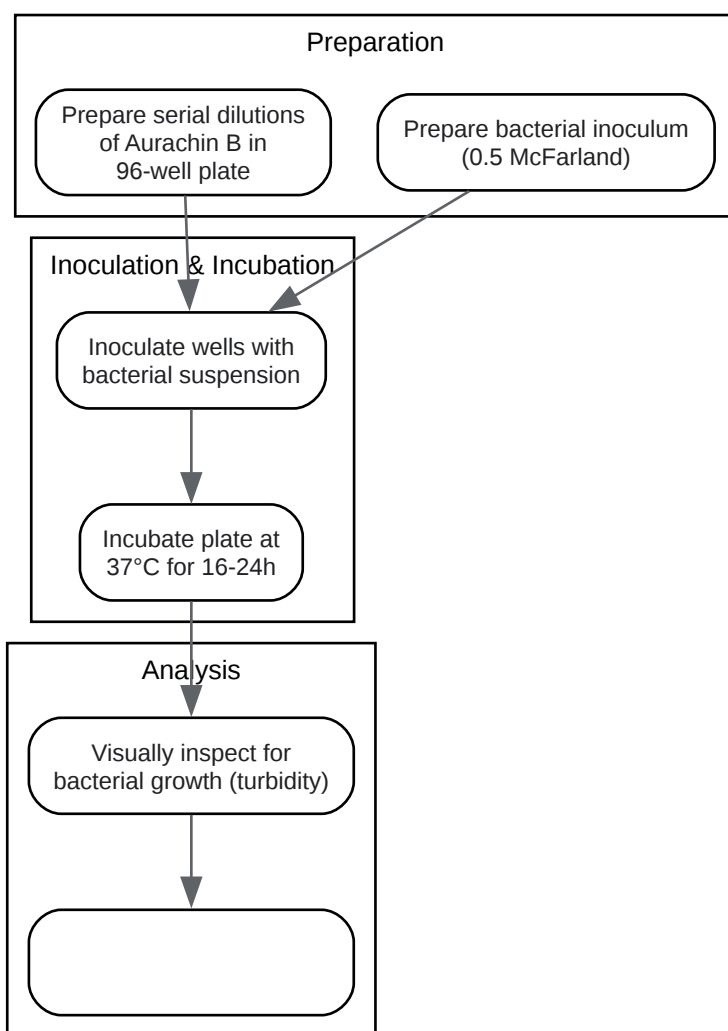 Preparation
Prepare serial dilutions
of Aurachin B in
96-well plate
Prepare bacterial inoculum
(0.5 McFarland)
Inoculation & Incubation
Inoculate wells with
bacterial suspension
Incubate plate at
37°C for 16-24h
Analysis
Visually inspect for
bacterial growth (turbidity)